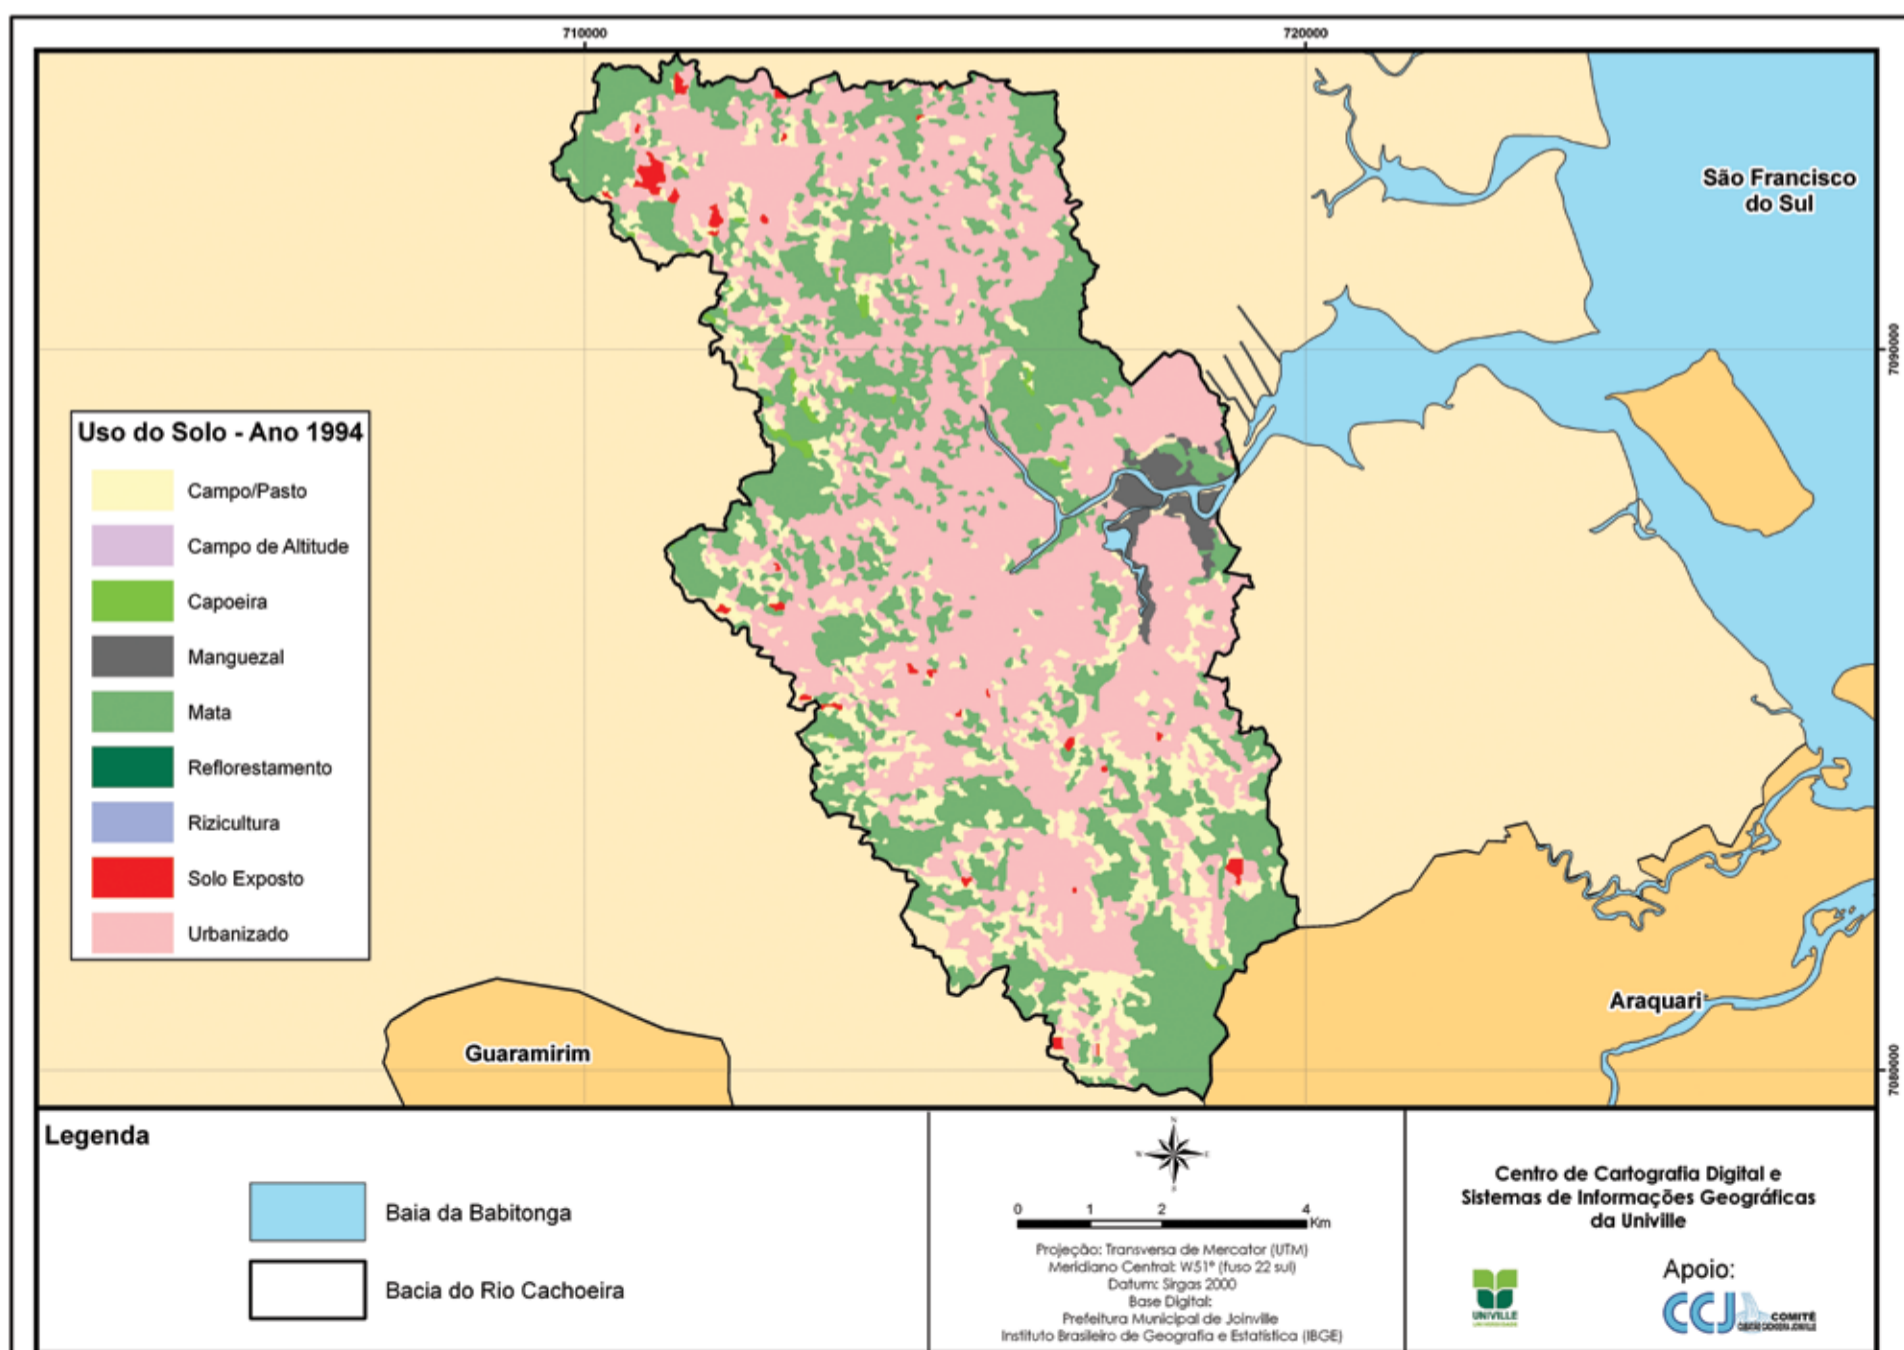 710000
720000
São Francisco
do Sul
7090000
Uso do Solo - Ano 1994
Campo/Pasto
Campo de Altitude
Capoeira
Manguezal
Mata
Reflorestamento
Rizicultura
Solo Exposto
Urbanizado
Araquari
Guaramirim
7080000
Legenda
Baia da Babitonga
Bacia do Rio Cachoeira
N
W
E
S
0 1 2 4
Km
Projeção: Transversa de Mercator (UTM)
Meridiano Central: W51° (fuso 22 sul)
Datum: Sirgas 2000
Base Digital:
Prefeitura Municipal de Joinville
Instituto Brasileiro de Geografia e Estatística (IBGE)
Centro de Cartografia Digital e
Sistemas de Informações Geográficas
da Univille
Apoio:
UNIVILLE
CCJ
COMITÊ